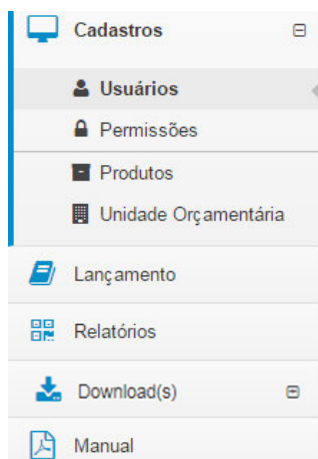 Cadastros
Usuários
Permissões
Produtos
Unidade Orçamentária
Lançamento
Relatórios
Download(s)
Manual